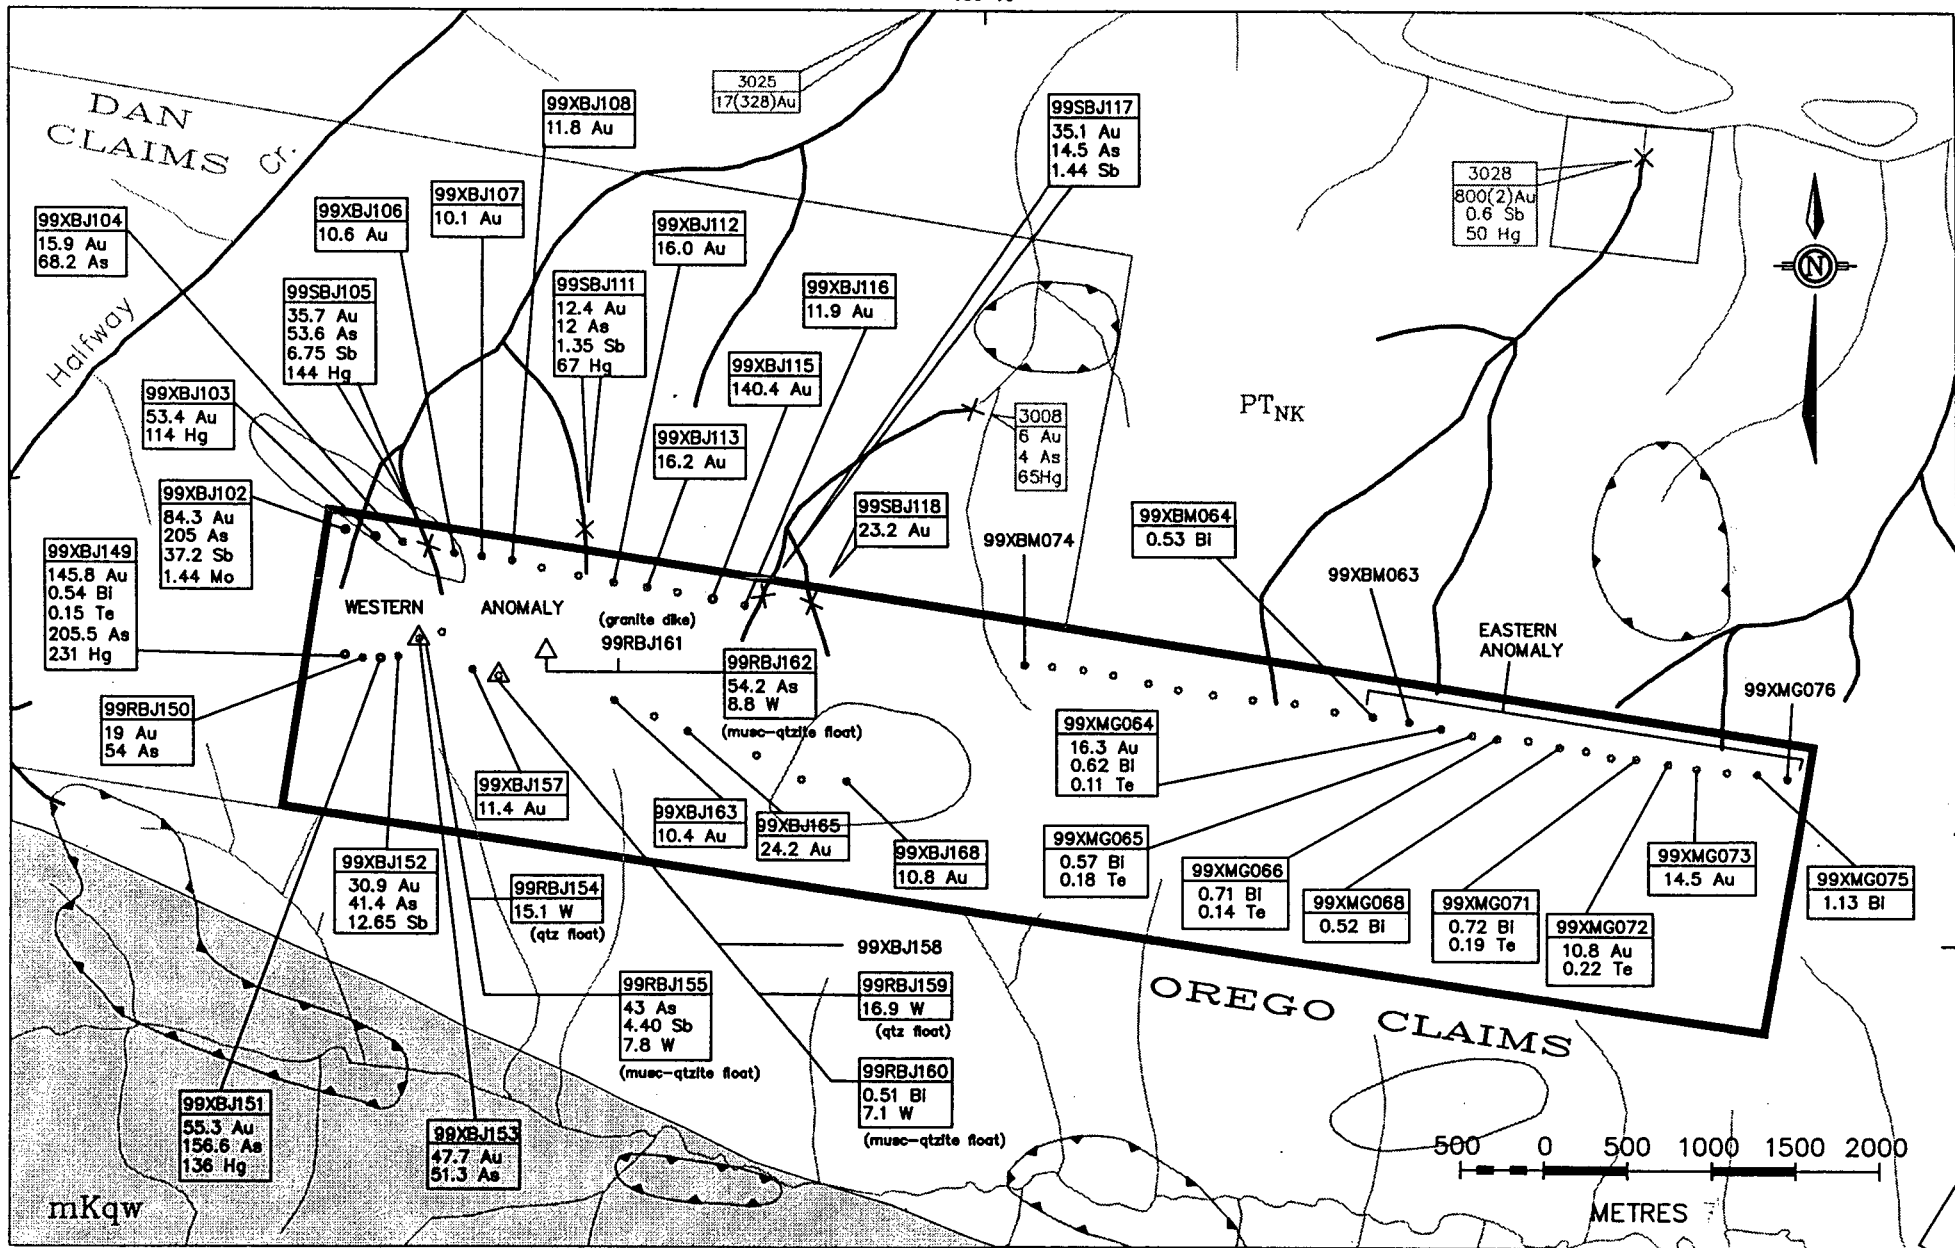 DAN
CLAIMS
Halfway
Cr.
3025
17(328)Au
99XBJ108
11.8 Au
99SBJ117
35.1 Au
14.5 As
1.44 Sb
3028
800(2)Au
0.6 Sb
50 Hg
N
99XBJ104
15.9 Au
68.2 As
99XBJ106
10.6 Au
99XBJ107
10.1 Au
99XBJ112
16.0 Au
99SBJ105
35.7 Au
53.6 As
6.75 Sb
144 Hg
99SBJ111
12.4 Au
12 As
1.35 Sb
67 Hg
99XBJ116
11.9 Au
99XBJ115
140.4 Au
99XBJ103
53.4 Au
114 Hg
99XBJ113
16.2 Au
3008
6 Au
4 As
65Hg
PTNK
99XBJ102
84.3 Au
205 As
37.2 Sb
1.44 Mo
99SBJ118
23.2 Au
99XBM074
99XBM064
0.53 Bi
99XBM063
99XBJ149
145.8 Au
0.54 Bi
0.15 Te
205.5 As
231 Hg
WESTERN ANOMALY
(granite dike)
99RBJ161
EASTERN
ANOMALY
99RBJ162
54.2 As
8.8 W
(musc-qtzite float)
99XMG076
99RBJ150
19 Au
54 As
99XMG064
16.3 Au
0.62 Bi
0.11 Te
99XBJ157
11.4 Au
99XBJ163
10.4 Au
99XBJ165
24.2 Au
99XBJ168
10.8 Au
99XMG065
0.57 Bi
0.18 Te
99XMG066
0.71 Bi
0.14 Te
99XMG068
0.52 Bi
99XMG071
0.72 Bi
0.19 Te
99XMG072
10.8 Au
0.22 Te
99XMG073
14.5 Au
99XMG075
1.13 Bi
99XBJ152
30.9 Au
41.4 As
12.65 Sb
99RBJ154
15.1 W
(qtz float)
99XBJ158
99RBJ155
43 As
4.40 Sb
7.8 W
(musc-qtzite float)
99RBJ159
16.9 W
(qtz float)
OREGO CLAIMS
99RBJ160
0.51 Bi
7.1 W
(musc-qtzite float)
99XBJ151
55.3 Au
156.6 As
136 Hg
99XBJ153
47.7 Au
51.3 As
mKqw
500 0 500 1000 1500 2000
METRES